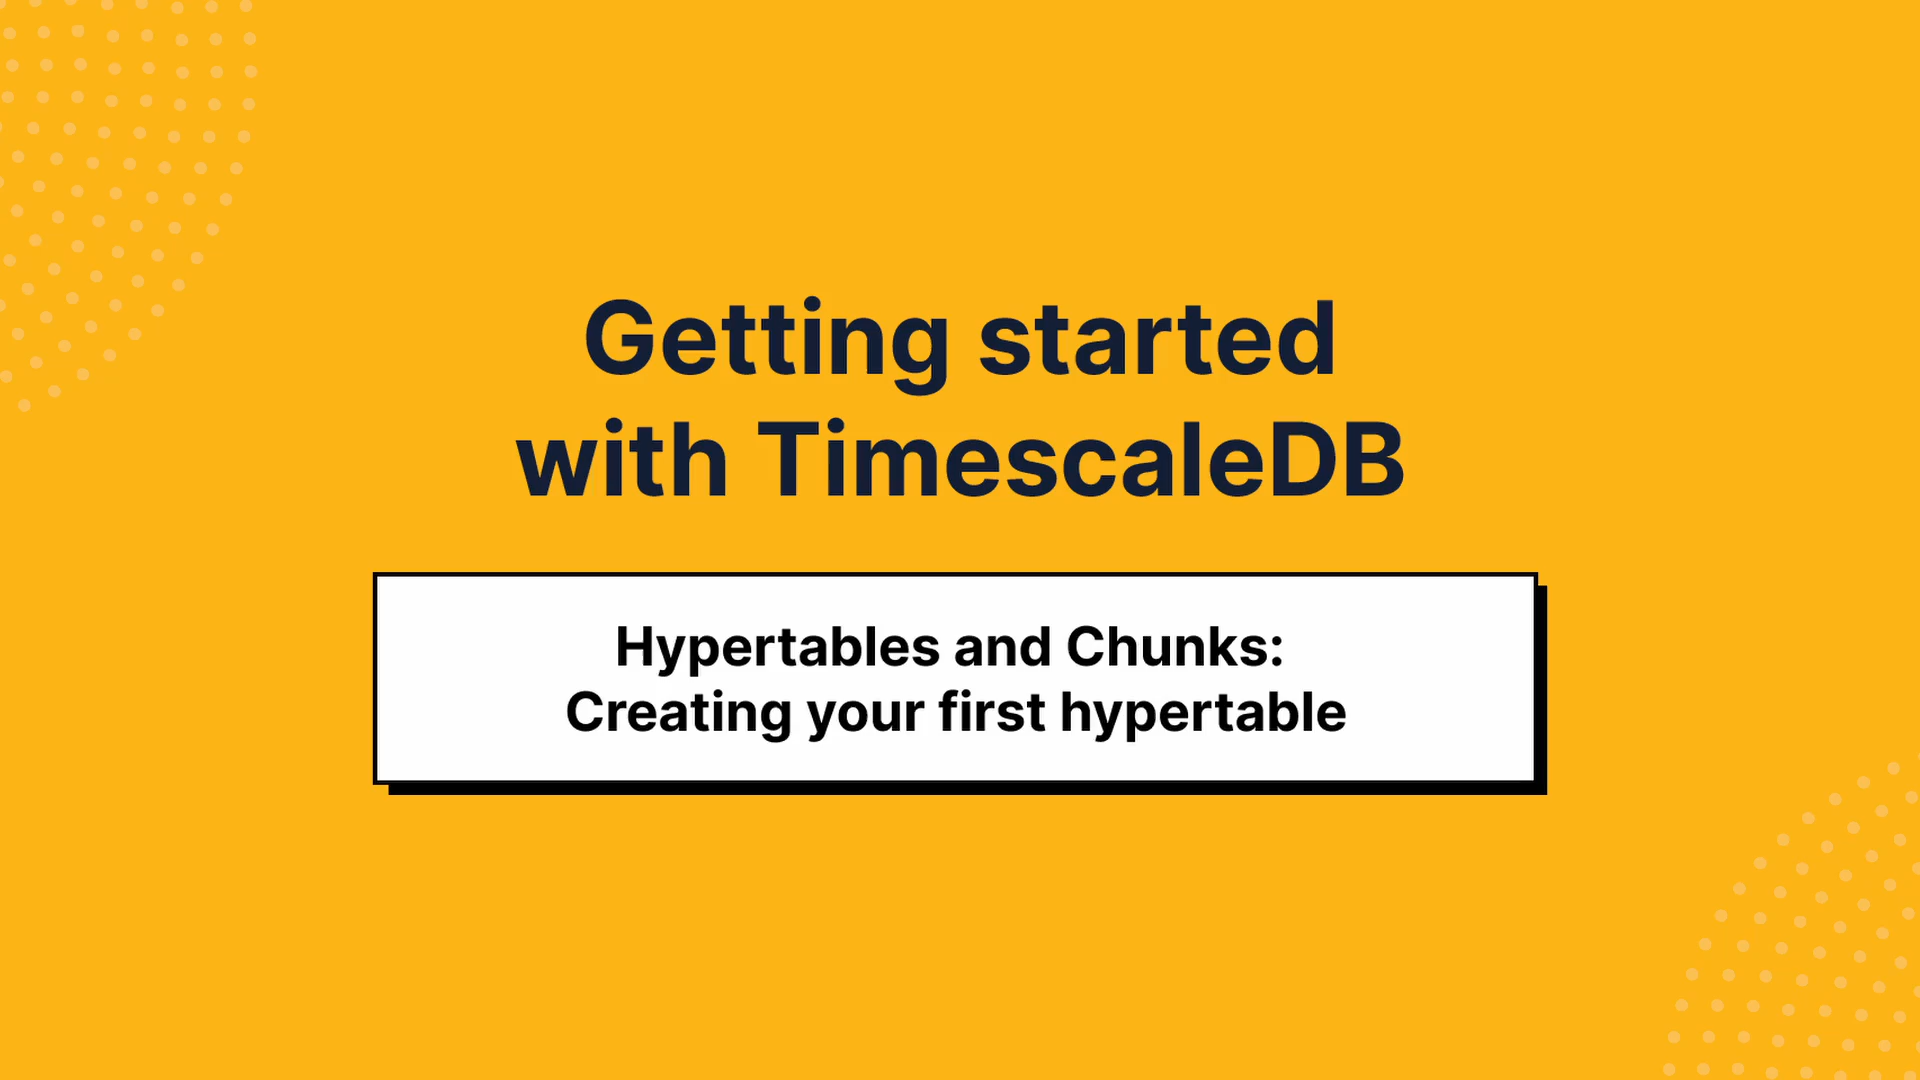 Getting started
with TimescaleDB
Hypertables and Chunks:
Creating your first hypertable